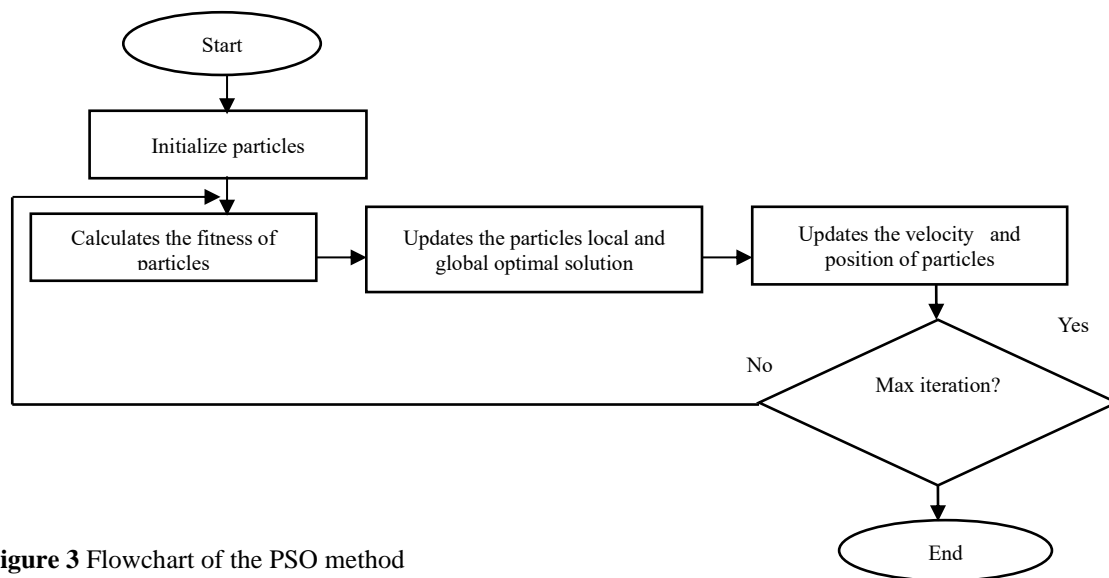 Start
Initialize particles
Calculates the fitness of
particles
Updates the particles local and
global optimal solution
Updates the velocity and
position of particles
Yes
No
Max iteration?
End
igure 3 Flowchart of the PSO method